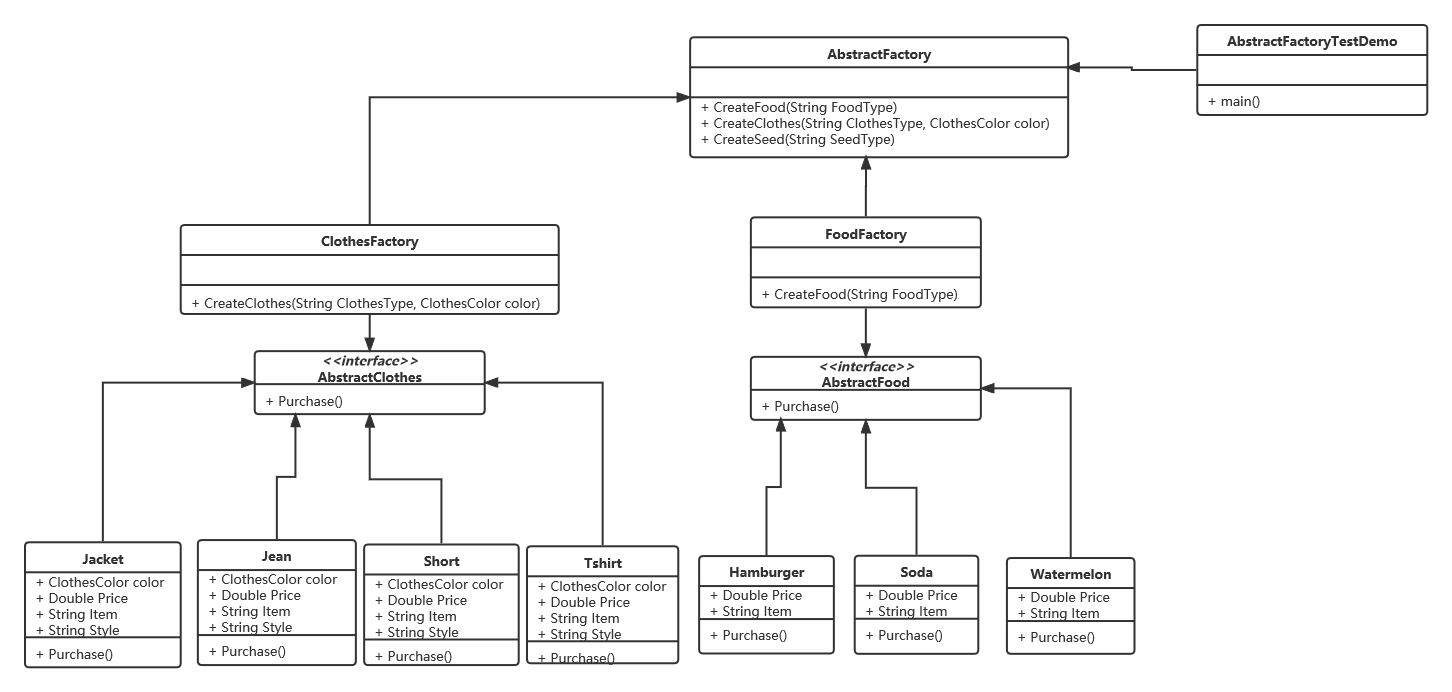 AbstractFactory
+ CreateFood(String FoodType)
+ CreateClothes(String ClothesType, ClothesColor color)
+ CreateSeed(String SeedType)
AbstractFactoryTestDemo
+ main()
ClothesFactory
+ CreateClothes(String ClothesType, ClothesColor color)
FoodFactory
+ CreateFood(String FoodType)
<<interface>>
AbstractClothes
+ Purchase()
<<interface>>
AbstractFood
+ Purchase()
Jacket
+ ClothesColor color
+ Double Price
+ String Item
+ String Style
+ Purchase()
Jean
+ ClothesColor color
+ Double Price
+ String Item
+ String Style
+ Purchase()
Short
+ ClothesColor color
+ Double Price
+ String Item
+ String Style
+ Purchase()
Tshirt
+ ClothesColor color
+ Double Price
+ String Item
+ String Style
+ Purchase()
Hamburger
+ Double Price
+ String Item
+ Purchase()
Soda
+ Double Price
+ String Item
+ Purchase()
Watermelon
+ Double Price
+ String Item
+ Purchase()